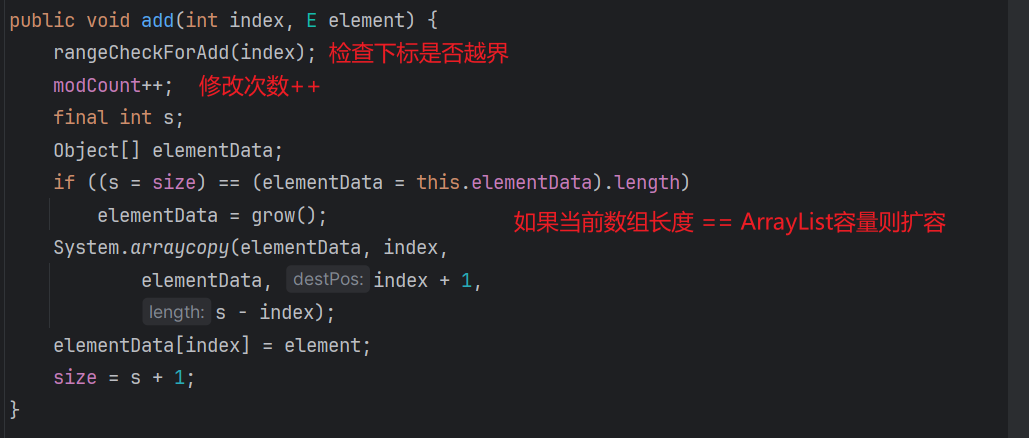 public void add(int index, E element) {
rangeCheckForAdd(index); 检查下标是否越界
modCount++; 修改次数++
final int s;
Object[] elementData;
if ((s = size) == (elementData = this.elementData).length)
elementData = grow();
如果当前数组长度 == ArrayList容量则扩容
System.arraycopy(elementData, index,
elementData, destPos: index + 1,
length: s - index);
elementData[index] = element;
size = s + 1;
}